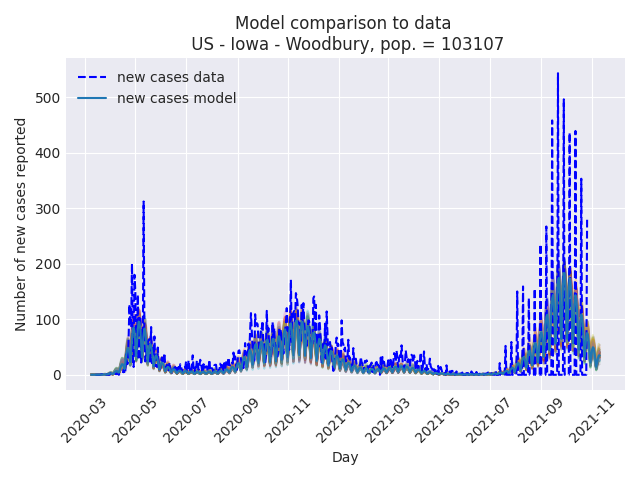 Model comparison to data
US - Iowa - Woodbury, pop. = 103107
new cases data
new cases model
Number of new cases reported
500
400
300
200
100
0
2020-03
2020-05
2020-07
2020-09
2020-11
2021-01
2021-03
2021-05
2021-07
2021-09
2021-11
Day